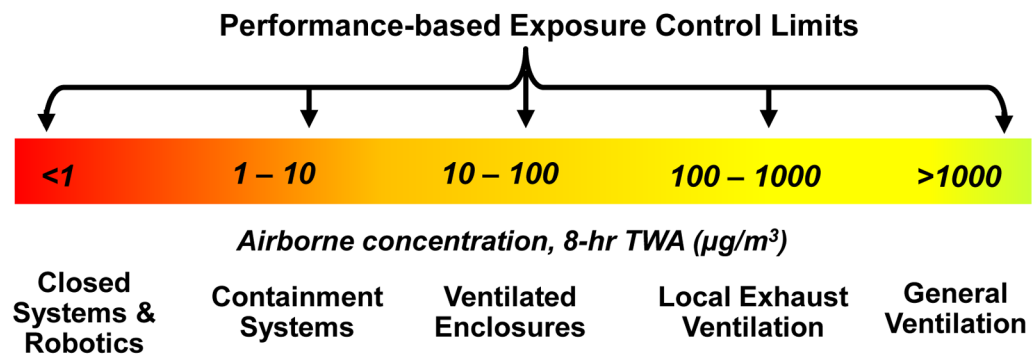 Performance-based Exposure Control Limits
<1
1 – 10
10 – 100
100 – 1000
>1000
Airborne concentration, 8-hr TWA (µg/m³)
Closed
Systems &
Robotics
Containment
Systems
Ventilated
Enclosures
Local Exhaust
Ventilation
General
Ventilation